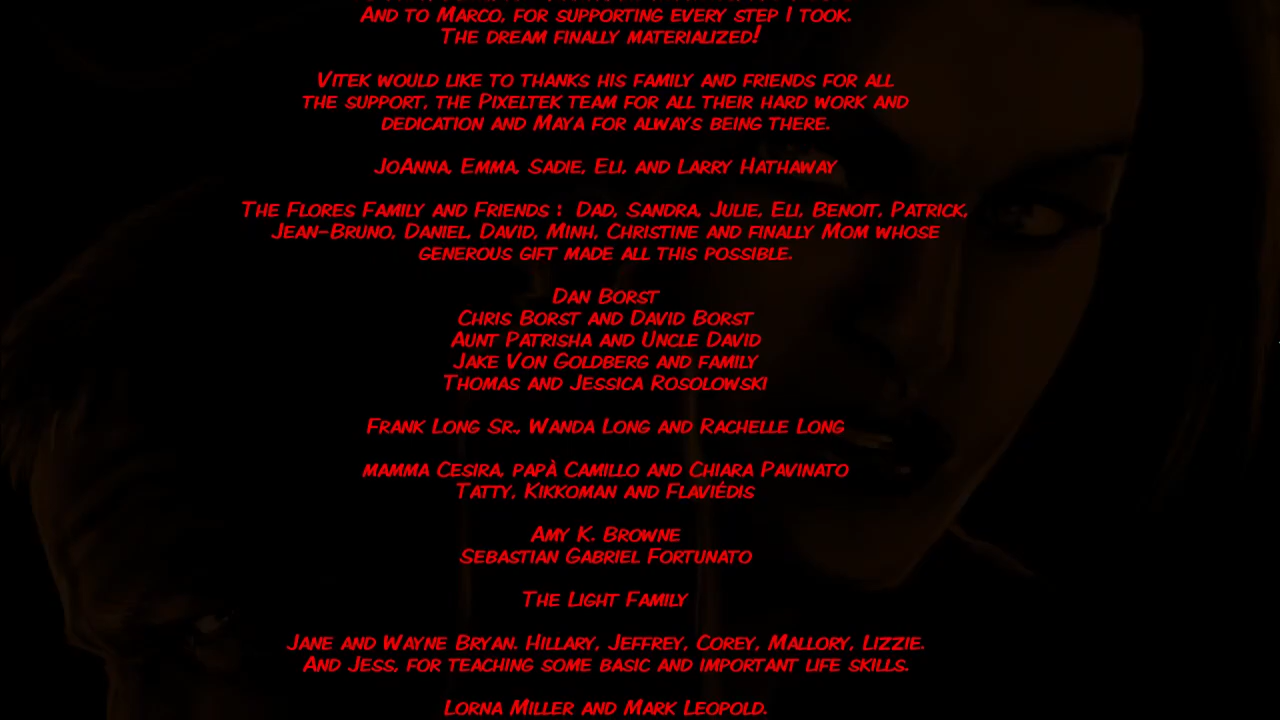 And to Marco, for supporting every step I took.
The dream finally materialized!
Vitek would like to thanks his family and friends for all
the support, the Pixeltek team for all their hard work and
dedication and Maya for always being there.
JoAnna, Emma, Sadie, Eli, and Larry Hathaway
The Flores Family and Friends : Dad, Sandra, Julie, Eli, Benoit, Patrick,
Jean-Bruno, Daniel, David, Minh, Christine and finally Mom whose
generous gift made all this possible.
Dan Borst
Chris Borst and David Borst
Aunt Patrisha and Uncle David
Jake Von Goldberg and family
Thomas and Jessica Rosolowski
Frank Long Sr., Wanda Long and Rachelle Long
mamma Cesira, papà Camillo and Chiara Pavinato
Tatty, Kikkoman and Flaviédis
Amy K. Browne
Sebastian Gabriel Fortunato
The Light Family
Jane and Wayne Bryan. Hillary, Jeffrey, Corey, Mallory, Lizzie.
And Jess, for teaching some basic and important life skills.
Lorna Miller and Mark Leopold.